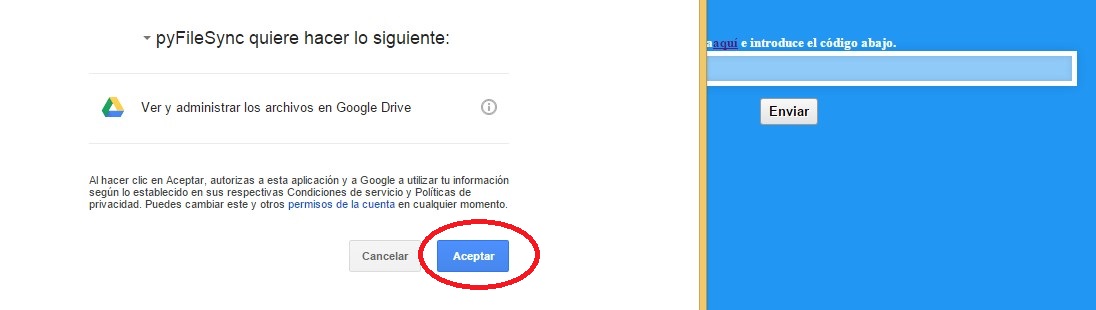 pyFileSync quiere hacer lo siguiente:
Ver y administrar los archivos en Google Drive
Al hacer clic en Aceptar, autorizas a esta aplicación y a Google a utilizar tu información
según lo establecido en sus respectivas Condiciones de servicio y Políticas de
privacidad. Puedes cambiar este y otros permisos de la cuenta en cualquier momento.
Cancelar
Aceptar
aquí e introduce el código abajo.
Enviar